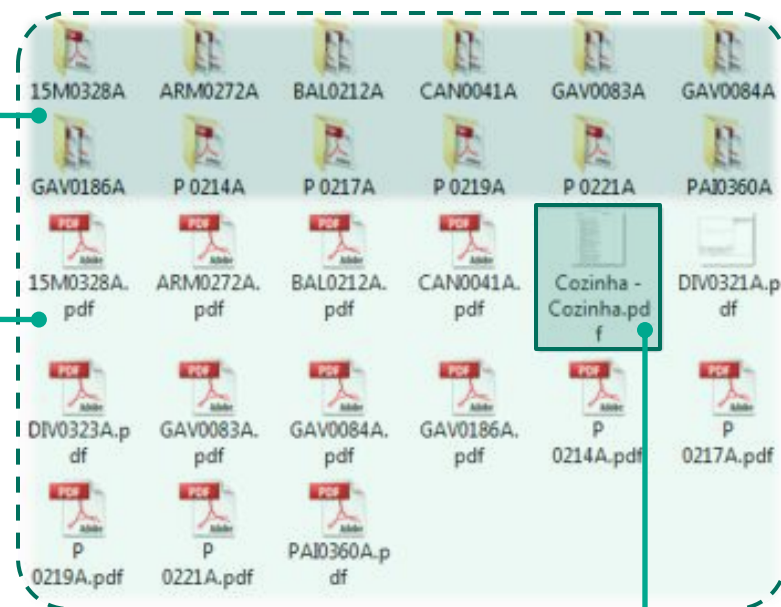 15M0328A ARM0272A BAL0212A CAN0041A GAV0083A GAV0084A
GAV0186A P 0214A P 0217A P 0219A P 0221A PAI0360A
15M0328A. ARM0272A. BAL0212A. CAN0041A. Cozinha - DIV0321A.p
pdf pdf pdf pdf Cozinha.pd df
f
DIV0323A.p GAV0083A. GAV0084A. GAV0186A. P P
df pdf pdf pdf 0214A.pdf 0217A.pdf
P P PAI0360A.p
0219A.pdf 0221A.pdf df